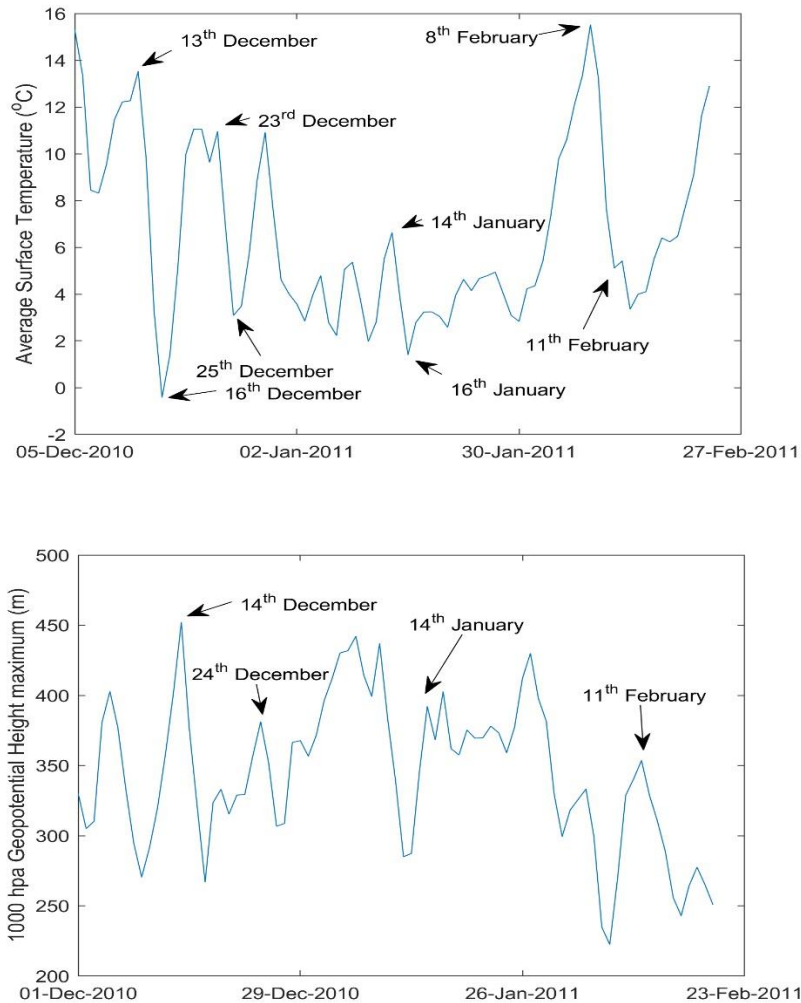 16
14
12
10
8
6
4
2
0
-2
Average Surface Temperature (⁰C)
13th December
8th February
23rd December
14th January
25th December
16th December
16th January
11th February
05-Dec-2010 02-Jan-2011 30-Jan-2011 27-Feb-2011
500
450
400
350
300
250
200
1000 hpa Geopotential Height maximum (m)
14th December
24th December
14th January
11th February
01-Dec-2010 29-Dec-2010 26-Jan-2011 23-Feb-2011